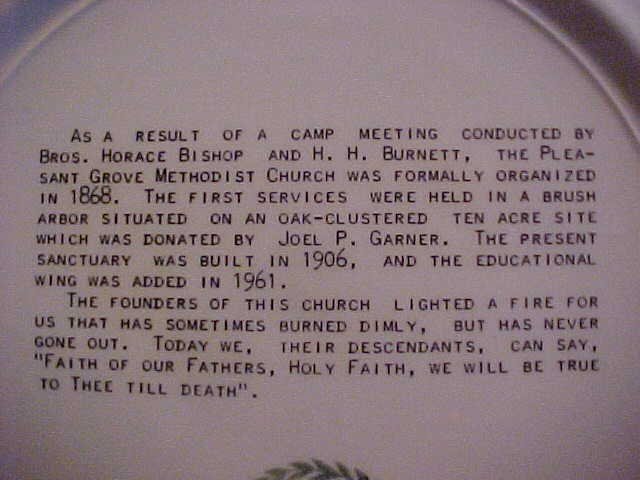 As a result of a camp meeting conducted by
Bros. Horace Bishop and H. H. Burnett, the Plea-
sant Grove Methodist Church was formally organized
in 1868. The first services were held in a brush
arbor situated on an oak-clustered ten acre site
which was donated by Joel P. Garner. The present
sanctuary was built in 1906, and the educational
wing was added in 1961.
The founders of this church lighted a fire for
us that has sometimes burned dimly, but has never
gone out. Today we, their descendants, can say,
"Faith of our Fathers, Holy Faith, we will be true
to Thee till death".